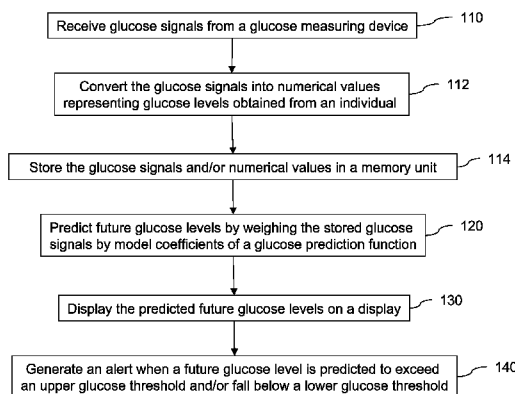 Receive glucose signals from a glucose measuring device
110
Convert the glucose signals into numerical values
representing glucose levels obtained from an individual
112
Store the glucose signals and/or numerical values in a memory unit
114
Predict future glucose levels by weighing the stored glucose
signals by model coefficients of a glucose prediction function
120
Display the predicted future glucose levels on a display
130
Generate an alert when a future glucose level is predicted to exceed
an upper glucose threshold and/or fall below a lower glucose threshold
140